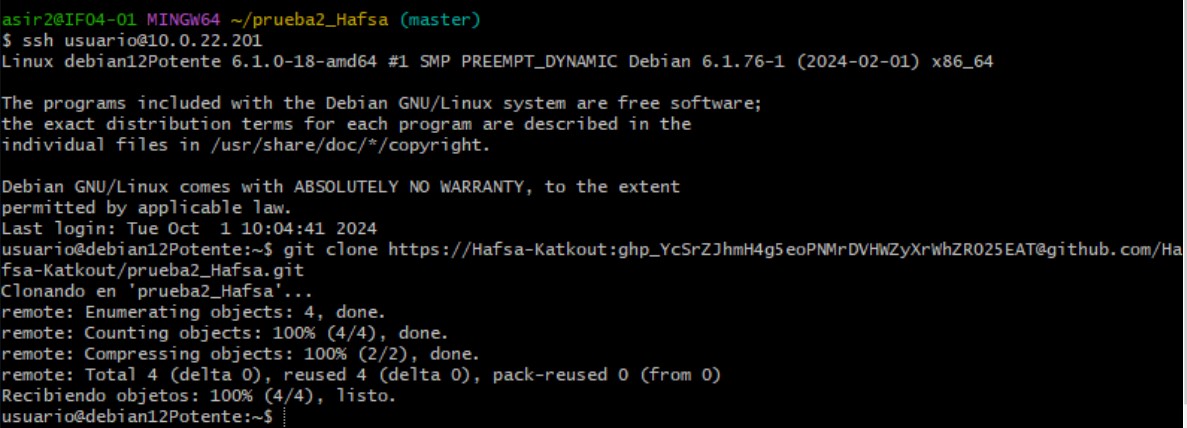 asir2@IF04-01 MINGW64 ~/prueba2_Hafsa (master)
$ ssh usuario@10.0.22.201
Linux debian12Potente 6.1.0-18-amd64 #1 SMP PREEMPT_DYNAMIC Debian 6.1.76-1 (2024-02-01) x86_64
The programs included with the Debian GNU/Linux system are free software;
the exact distribution terms for each program are described in the
individual files in /usr/share/doc/*/copyright.
Debian GNU/Linux comes with ABSOLUTELY NO WARRANTY, to the extent
permitted by applicable law.
Last login: Tue Oct  1 10:04:41 2024
usuario@debian12Potente:~$ git clone https://Hafsa-Katkout:[token omitted]@github.com/Ha
fsa-Katkout/prueba2_Hafsa.git
Clonando en 'prueba2_Hafsa'...
remote: Enumerating objects: 4, done.
remote: Counting objects: 100% (4/4), done.
remote: Compressing objects: 100% (2/2), done.
remote: Total 4 (delta 0), reused 4 (delta 0), pack-reused 0 (from 0)
Recibiendo objetos: 100% (4/4), listo.
usuario@debian12Potente:~$